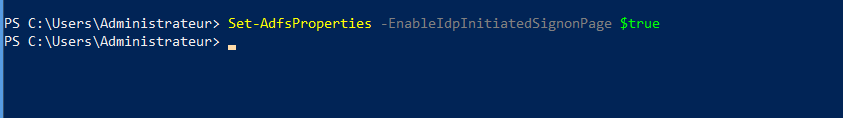 PS C:\Users\Administrateur> Set-AdfsProperties -EnableIdpInitiatedSignonPage $true
PS C:\Users\Administrateur>